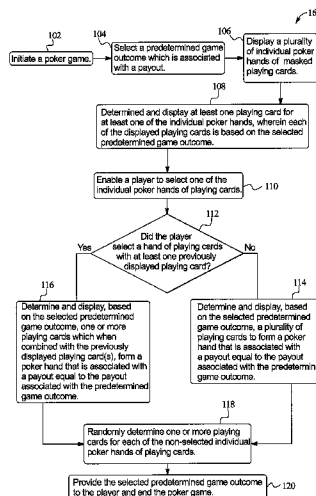 16
102
Initiate a poker game.
104
Select a predetermined game
outcome which is associated
with a payout.
106
Display a plurality
of individual poker
hands of masked
playing cards.
108
Determined and display at least one playing card for
at least one of the individual poker hands, wherein each
of the displayed playing cards is based on the selected
predetermined game outcome.
Enable a player to select one of the
individual poker hands of playing cards.
110
112
Did the player
select a hand of playing cards
with at least one previously
displayed playing card?
Yes
No
116
Determine and display, based
on the selected predetermined
game outcome, one or more
playing cards which when
combined with the previously
displayed playing card(s), form a
poker hand that is associated with
a payout equal to the payout
associated with the predetermined
game outcome.
114
Determine and display, based on
the selected predetermined game
outcome, a plurality of
playing cards to form a poker
hand that is associated with a
payout equal to the payout
associated with the predetermin
game outcome.
118
Randomly determine one or more playing
cards for each of the non-selected individual
poker hands of playing cards.
Provide the selected predetermined game outcome
to the player and end the poker game.
120